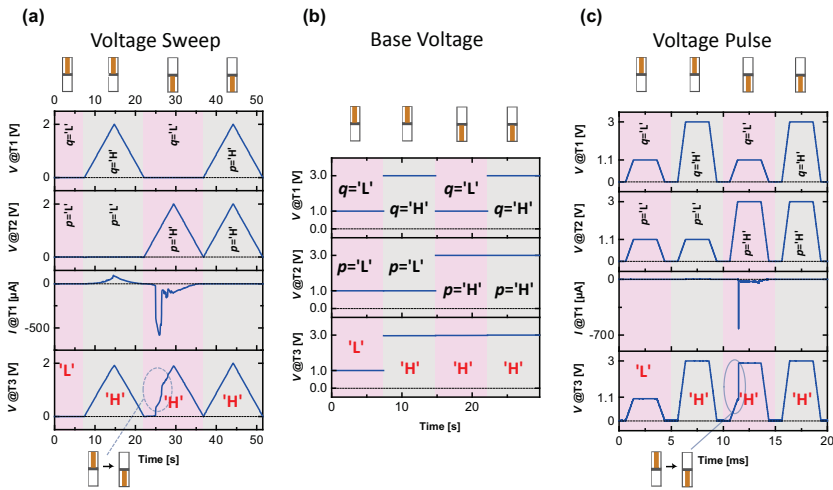 (a)
Voltage Sweep
0 10 20 30 40 50
V @T1 [V]
2
0
q='L'
q='H'
q='L'
p='H'
V @T2 [V]
2
0
p='L'
p='L'
p='H'
p='H'
I @T1 [µA]
0
-500
V @T3 [V]
2
0
'L'
'H'
'H'
'H'
0 10 20 30 40 50
Time [s]
(b)
Base Voltage
V @T1 [V]
3.0
1.0
0.0
q='L'
q='H'
q='L'
q='H'
V @T2 [V]
3.0
1.0
0.0
p='L'
p='L'
p='H'
p='H'
V @T3 [V]
3.0
1.0
0.0
'L'
'H'
'H'
'H'
0 10 20
Time [s]
(c)
Voltage Pulse
V @T1 [V]
3
1.1
0
q='L'
q='H'
q='L'
q='H'
V @T2 [V]
3
1.1
0
p='L'
p='L'
p='H'
p='H'
I @T1 [µA]
0
-700
V @T3 [V]
3
1.1
0
'L'
'H'
'H'
'H'
0 5 10 15 20
Time [ms]